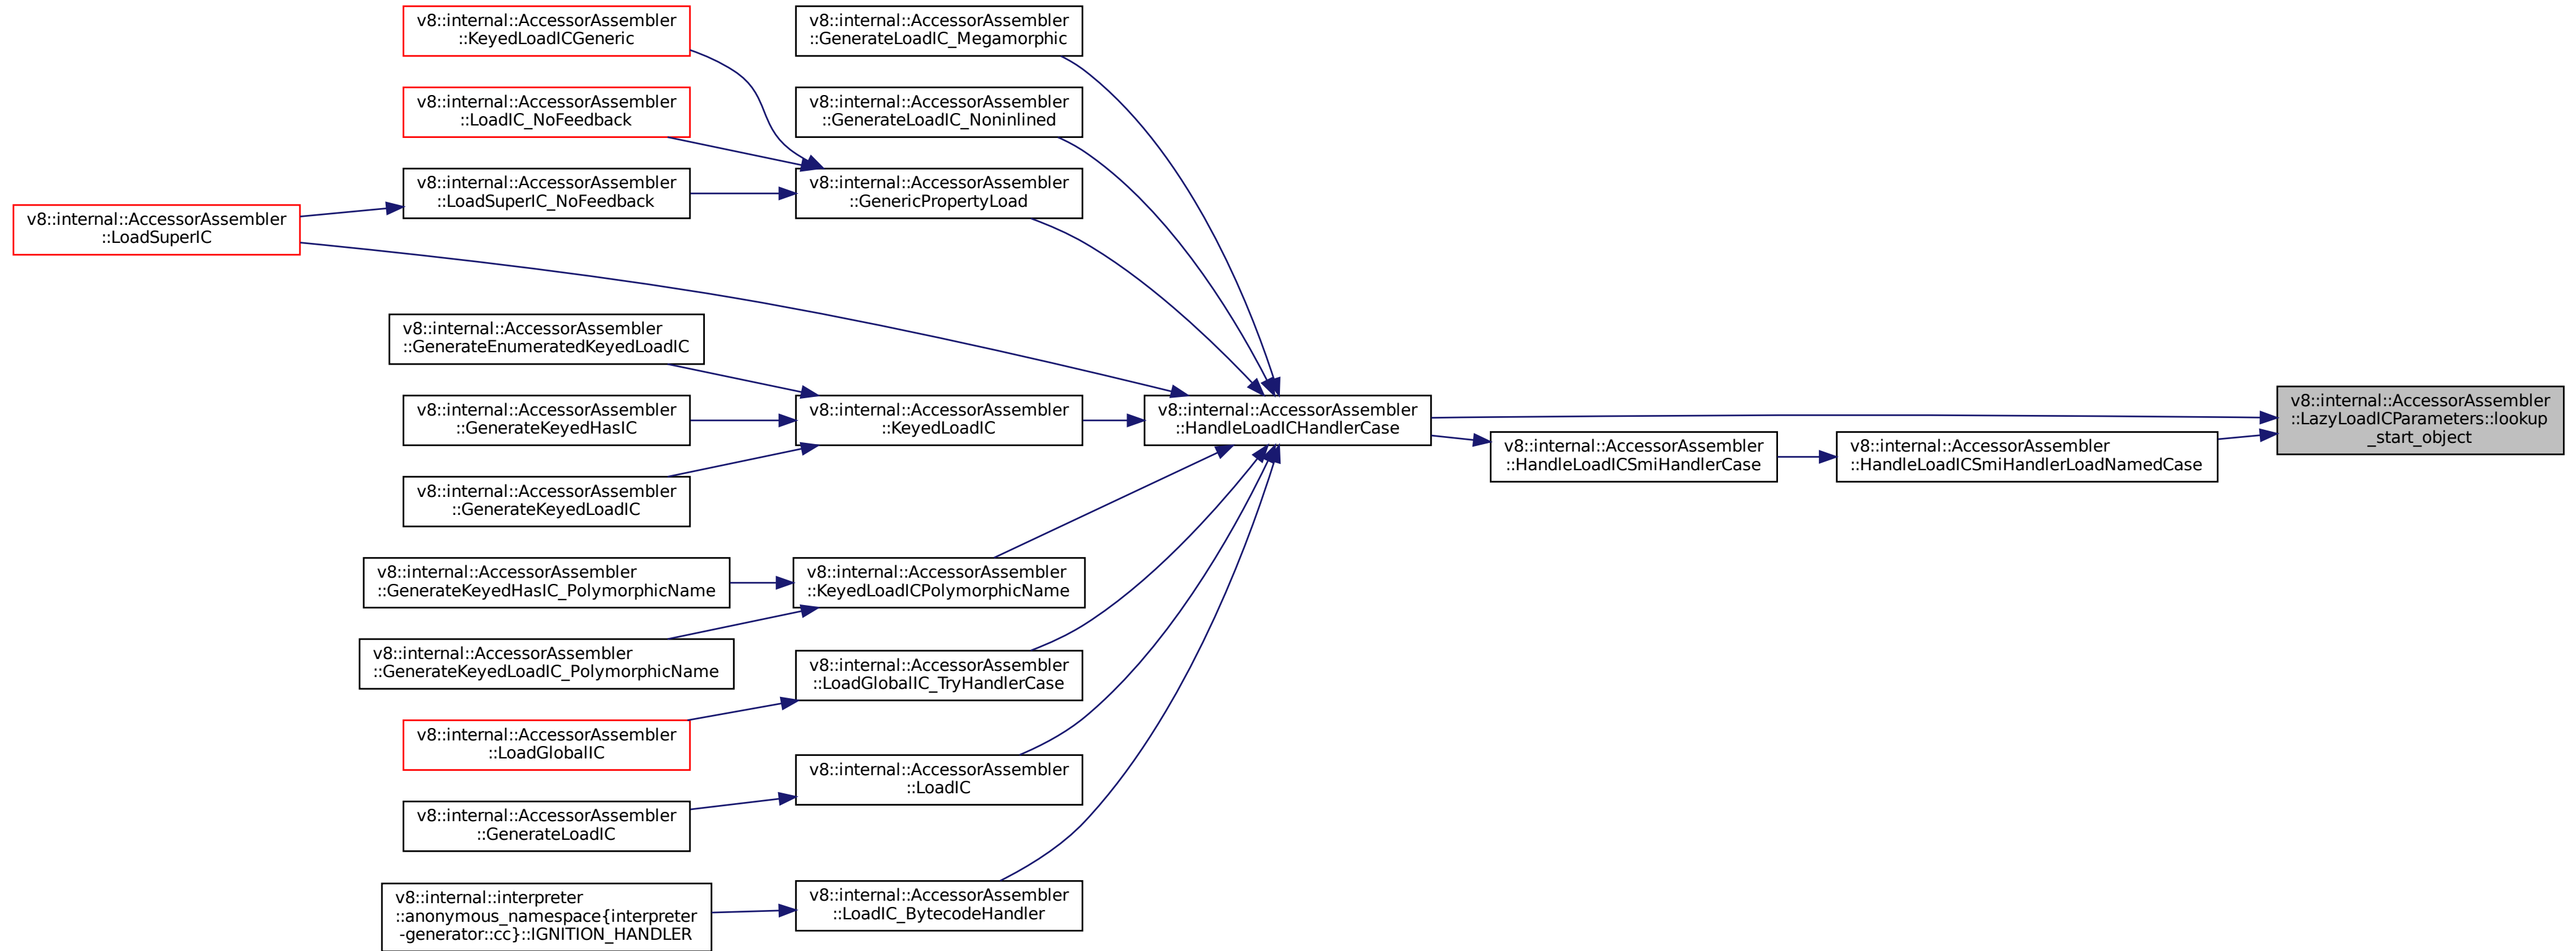 v8::internal::AccessorAssembler
::KeyedLoadICGeneric
v8::internal::AccessorAssembler
::GenerateLoadIC_Megamorphic
v8::internal::AccessorAssembler
::LoadIC_NoFeedback
v8::internal::AccessorAssembler
::GenerateLoadIC_Noninlined
v8::internal::AccessorAssembler
::LoadSuperIC_NoFeedback
v8::internal::AccessorAssembler
::GenericPropertyLoad
v8::internal::AccessorAssembler
::LoadSuperIC
v8::internal::AccessorAssembler
::GenerateEnumeratedKeyedLoadIC
v8::internal::AccessorAssembler
::GenerateKeyedHasIC
v8::internal::AccessorAssembler
::KeyedLoadIC
v8::internal::AccessorAssembler
::HandleLoadICHandlerCase
v8::internal::AccessorAssembler
::LazyLoadICParameters::lookup
_start_object
v8::internal::AccessorAssembler
::HandleLoadICSmiHandlerCase
v8::internal::AccessorAssembler
::HandleLoadICSmiHandlerLoadNamedCase
v8::internal::AccessorAssembler
::GenerateKeyedLoadIC
v8::internal::AccessorAssembler
::GenerateKeyedHasIC_PolymorphicName
v8::internal::AccessorAssembler
::KeyedLoadICPolymorphicName
v8::internal::AccessorAssembler
::GenerateKeyedLoadIC_PolymorphicName
v8::internal::AccessorAssembler
::LoadGlobalIC_TryHandlerCase
v8::internal::AccessorAssembler
::LoadGlobalIC
v8::internal::AccessorAssembler
::LoadIC
v8::internal::AccessorAssembler
::GenerateLoadIC
v8::internal::interpreter
::anonymous_namespace{interpreter
-generator::cc}::IGNITION_HANDLER
v8::internal::AccessorAssembler
::LoadIC_BytecodeHandler